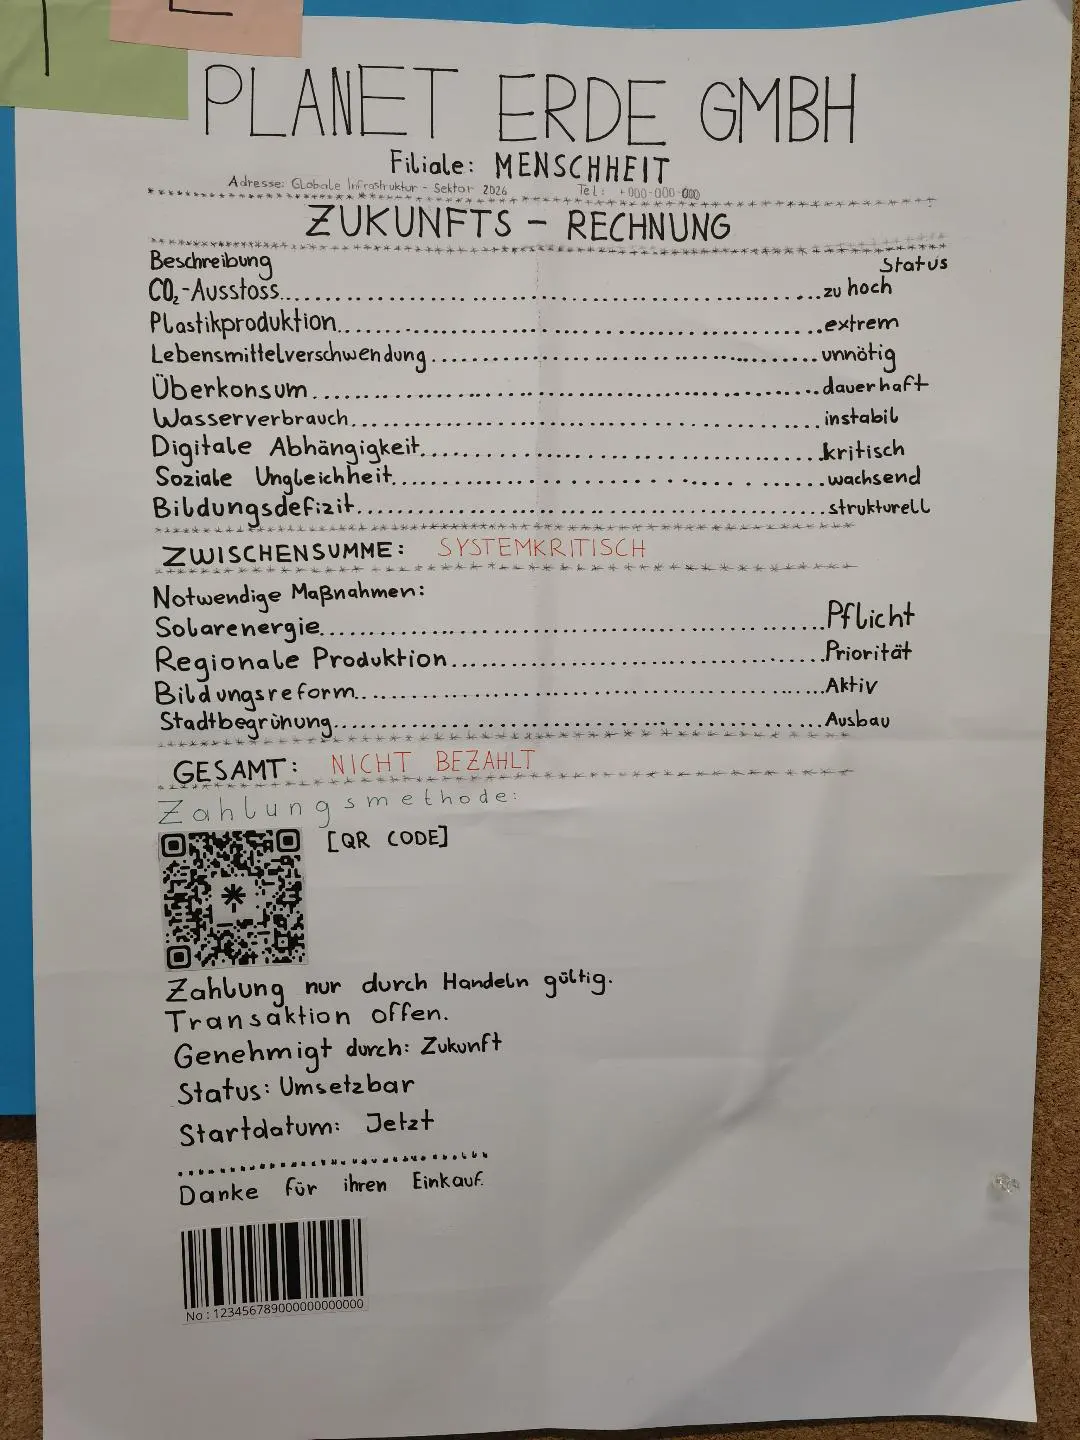 PLANET ERDE GMBH
Filiale: MENSCHHEIT
Adresse: Globale Infrastruktur - Sektor 2026 Tel: +000-000-000
ZUKUNFTS - RECHNUNG
Beschreibung Status
CO₂-Ausstoss.......................................................zu hoch
Plastikproduktion..................................................extrem
Lebensmittelverschwendung..........................................unnötig
Überkonsum.........................................................dauerhaft
Wasserverbrauch....................................................instabil
Digitale Abhängigkeit..............................................kritisch
Soziale Ungleichheit...............................................wachsend
Bildungsdefizit....................................................strukturell
ZWISCHENSUMME: SYSTEMKRITISCH
Notwendige Maßnahmen:
Solarenergie.......................................................Pflicht
Regionale Produktion...............................................Priorität
Bildungsreform.....................................................Aktiv
Stadtbegrünung.....................................................Ausbau
GESAMT: NICHT BEZAHLT
Zahlungsmethode:
[QR CODE]
Zahlung nur durch Handeln gültig.
Transaktion offen.
Genehmigt durch: Zukunft
Status: Umsetzbar
Startdatum: Jetzt
Danke für ihren Einkauf.
No : 123456789000000000000